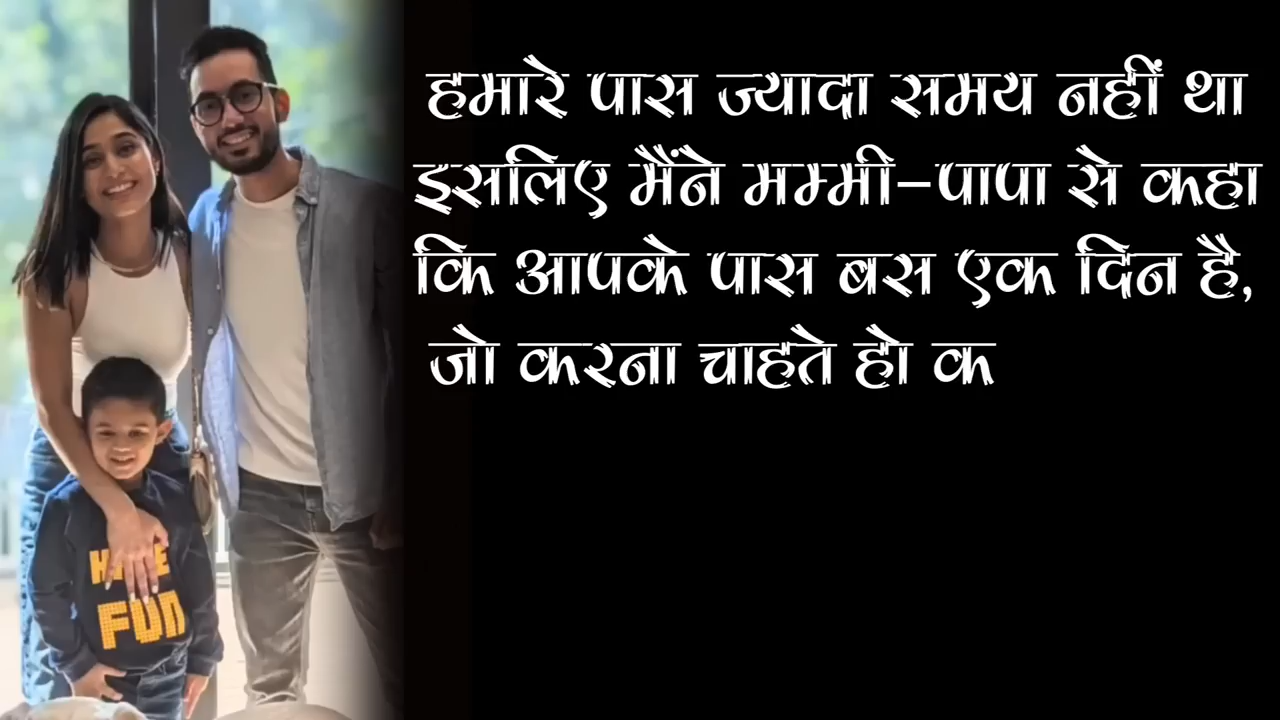 हमारे पास ज्यादा समय नहीं था
इसलिए मैंने मम्मी-पापा से कहा
कि आपके पास बस एक दिन है,
जो करना चाहते हो क
FUN